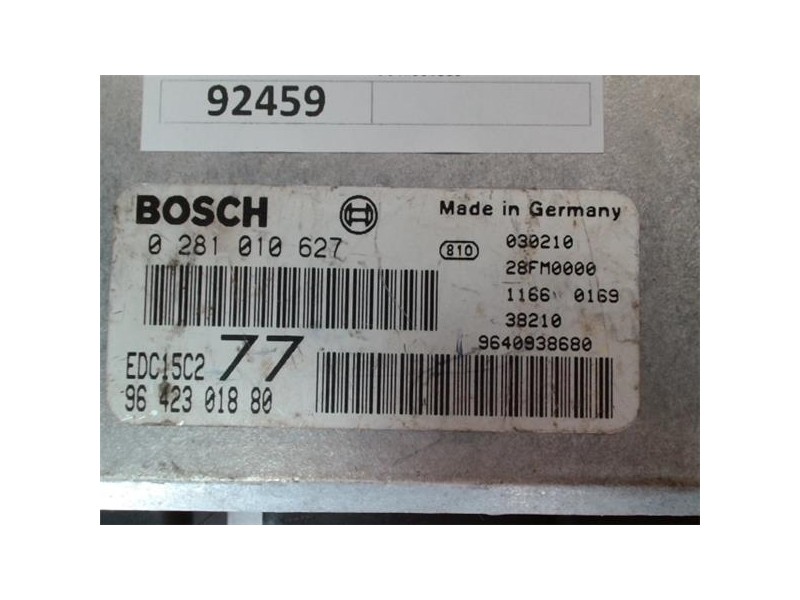 92459
BOSCH
Made in Germany
0 281 010 627
810
030210
28FM0000
1166 0169
38210
9640938680
EDC15C2
77
96 423 018 80